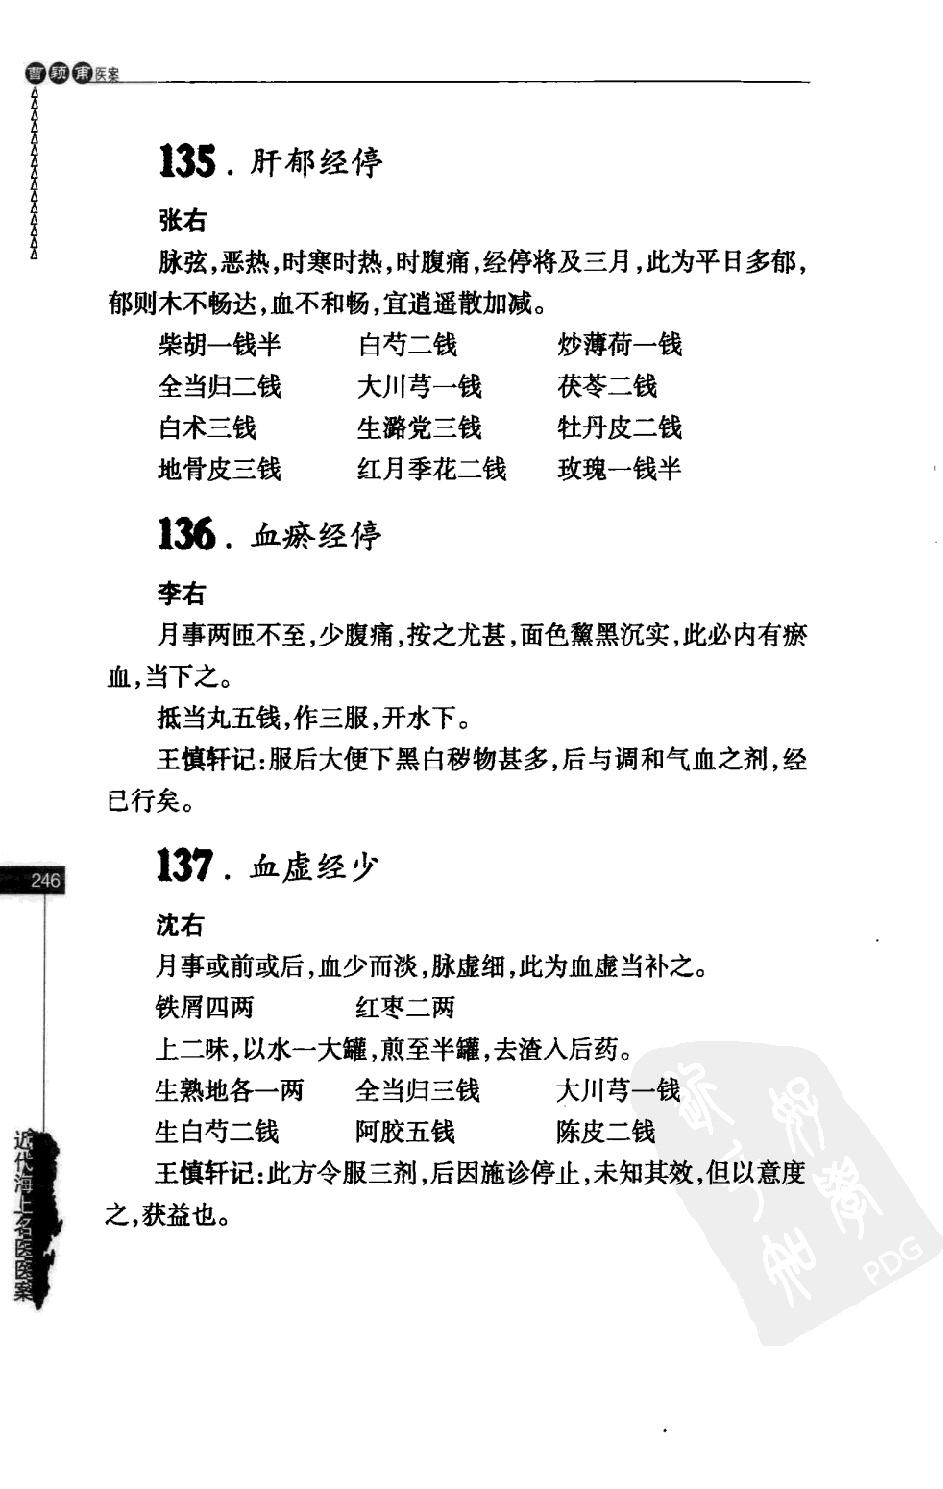 曹颖甫医案
135．肝郁经停
张右
脉弦，恶热，时寒时热，时腹痛，经停将及三月，此为平日多郁，
郁则木不畅达，血不和畅，宜逍遥散加减。
柴胡一钱半 白芍二钱 炒薄荷一钱
全当归二钱 大川芎一钱 茯苓二钱
白术三钱 生潞党三钱 牡丹皮二钱
地骨皮三钱 红月季花二钱 玫瑰一钱半
136．血瘀经停
李右
月事两匝不至，少腹痛，按之尤甚，面色黧黑沉实，此必内有瘀
血，当下之。
抵当丸五钱，作三服，开水下。
王慎轩记：服后大便下黑白秽物甚多，后与调和气血之剂，经
已行矣。
137．血虚经少
沈右
月事或前或后，血少而淡，脉虚细，此为血虚当补之。
铁屑四两 红枣二两
上二味，以水一大罐，煎至半罐，去渣入后药。
生熟地各一两 全当归三钱 大川芎一钱
生白芍二钱 阿胶五钱 陈皮二钱
王慎轩记：此方令服三剂，后因施诊停止，未知其效，但以意度
之，获益也。
246
近代海上名医医案
PDG